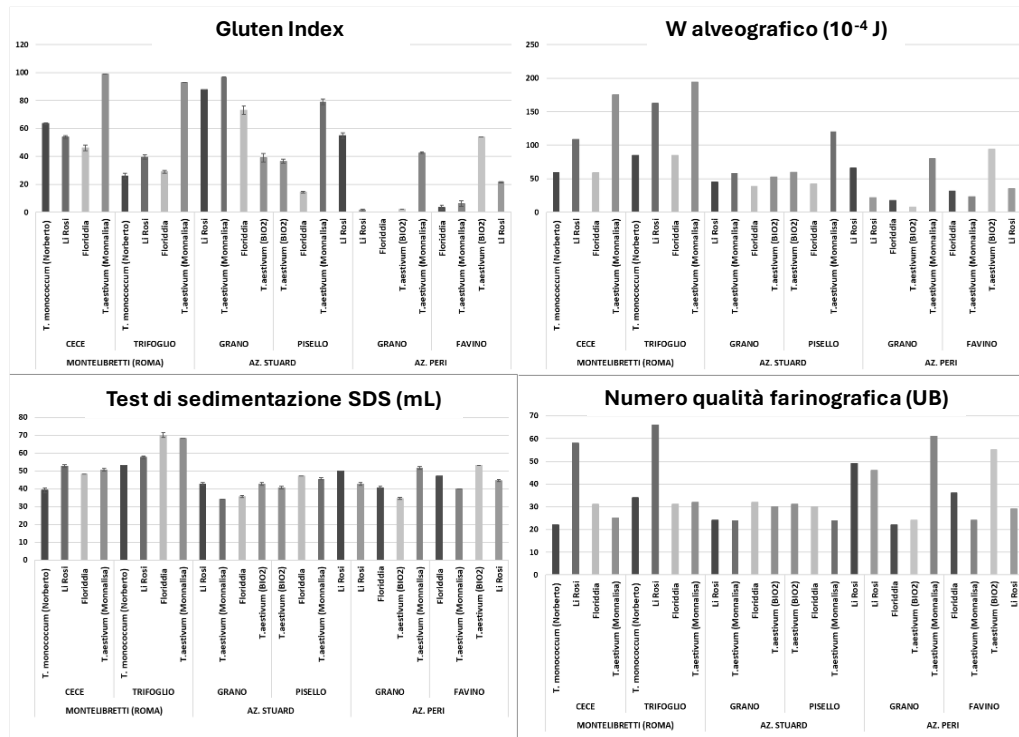 Gluten Index
120
100
80
60
40
20
0
T. monococcum (Norberto)
Li Rosi
Floriddia
T.aestivum (Monnalisa)
T. monococcum (Norberto)
Li Rosi
Floriddia
T.aestivum (Monnalisa)
Li Rosi
T.aestivum (Monnalisa)
Floriddia
T.aestivum (BIO2)
T.aestivum (BIO2)
Floriddia
T.aestivum (Monnalisa)
Li Rosi
Li Rosi
Floriddia
T.aestivum (BIO2)
T.aestivum (Monnalisa)
Floriddia
T.aestivum (Monnalisa)
T.aestivum (BIO2)
Li Rosi
CECE TRIFOGLIO GRANO PISELLO GRANO FAVINO
MONTELIBRETTI (ROMA) AZ. STUARD AZ. PERI
W alveografico (10-4 J)
250
200
150
100
50
0
T. monococcum (Norberto)
Li Rosi
Floriddia
T.aestivum (Monnalisa)
T. monococcum (Norberto)
Li Rosi
Floriddia
T.aestivum (Monnalisa)
Li Rosi
T.aestivum (Monnalisa)
Floriddia
T.aestivum (BIO2)
T.aestivum (BIO2)
Floriddia
T.aestivum (Monnalisa)
Li Rosi
Li Rosi
Floriddia
T.aestivum (BIO2)
T.aestivum (Monnalisa)
Floriddia
T.aestivum (Monnalisa)
T.aestivum (BIO2)
Li Rosi
CECE TRIFOGLIO GRANO PISELLO GRANO FAVINO
MONTELIBRETTI (ROMA) AZ. STUARD AZ. PERI
Test di sedimentazione SDS (mL)
80
70
60
50
40
30
20
10
0
T. monococcum (Norberto)
Li Rosi
Floriddia
T.aestivum (Monnalisa)
T. monococcum (Norberto)
Li Rosi
Floriddia
T.aestivum (Monnalisa)
Li Rosi
T.aestivum (Monnalisa)
Floriddia
T.aestivum (BIO2)
T.aestivum (BIO2)
Floriddia
T.aestivum (Monnalisa)
Li Rosi
Li Rosi
Floriddia
T.aestivum (BIO2)
T.aestivum (Monnalisa)
Floriddia
T.aestivum (Monnalisa)
T.aestivum (BIO2)
Li Rosi
CECE TRIFOGLIO GRANO PISELLO GRANO FAVINO
MONTELIBRETTI (ROMA) AZ. STUARD AZ. PERI
Numero qualità farinografica (UB)
70
60
50
40
30
20
10
0
T. monococcum (Norberto)
Li Rosi
Floriddia
T.aestivum (Monnalisa)
T. monococcum (Norberto)
Li Rosi
Floriddia
T.aestivum (Monnalisa)
Li Rosi
T.aestivum (Monnalisa)
Floriddia
T.aestivum (BIO2)
T.aestivum (BIO2)
Floriddia
T.aestivum (Monnalisa)
Li Rosi
Li Rosi
Floriddia
T.aestivum (BIO2)
T.aestivum (Monnalisa)
Floriddia
T.aestivum (Monnalisa)
T.aestivum (BIO2)
Li Rosi
CECE TRIFOGLIO GRANO PISELLO GRANO FAVINO
MONTELIBRETTI (ROMA) AZ. STUARD AZ. PERI